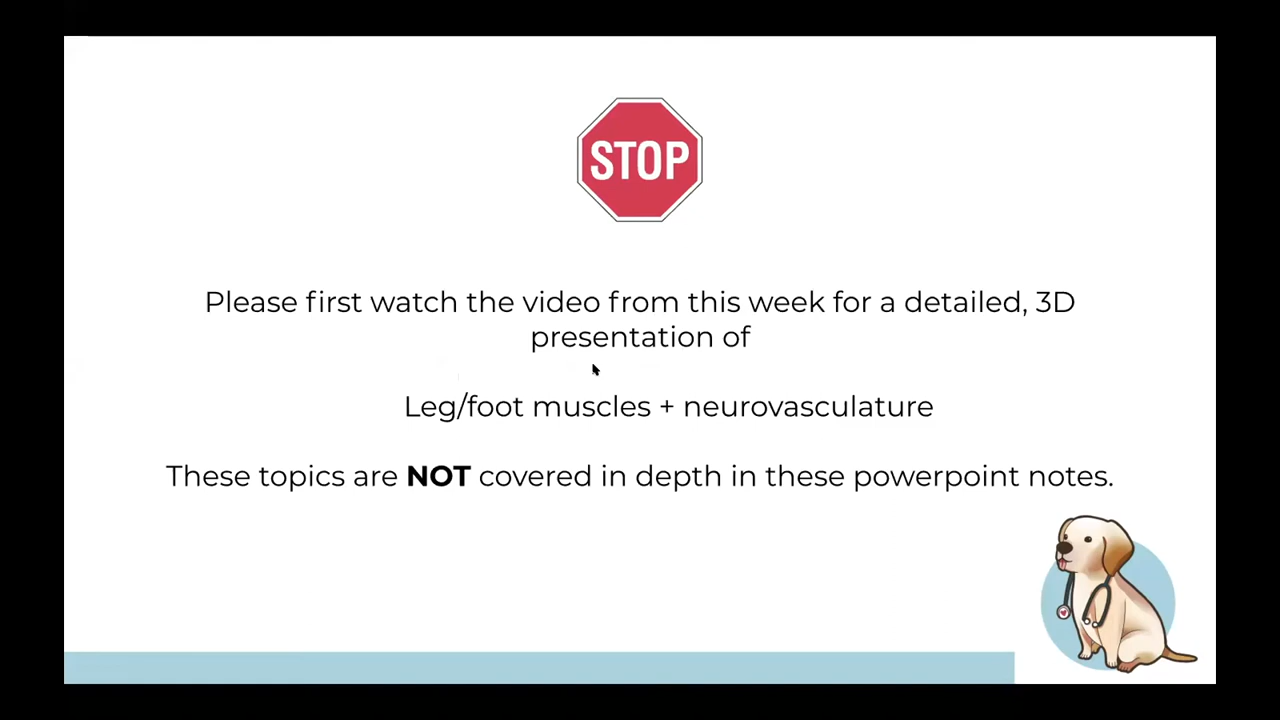 STOP
Please first watch the video from this week for a detailed, 3D
presentation of
Leg/foot muscles + neurovasculature
These topics are NOT covered in depth in these powerpoint notes.